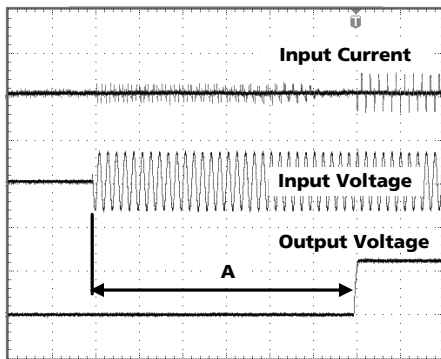 T
Input Current
Input Voltage
Output Voltage
A